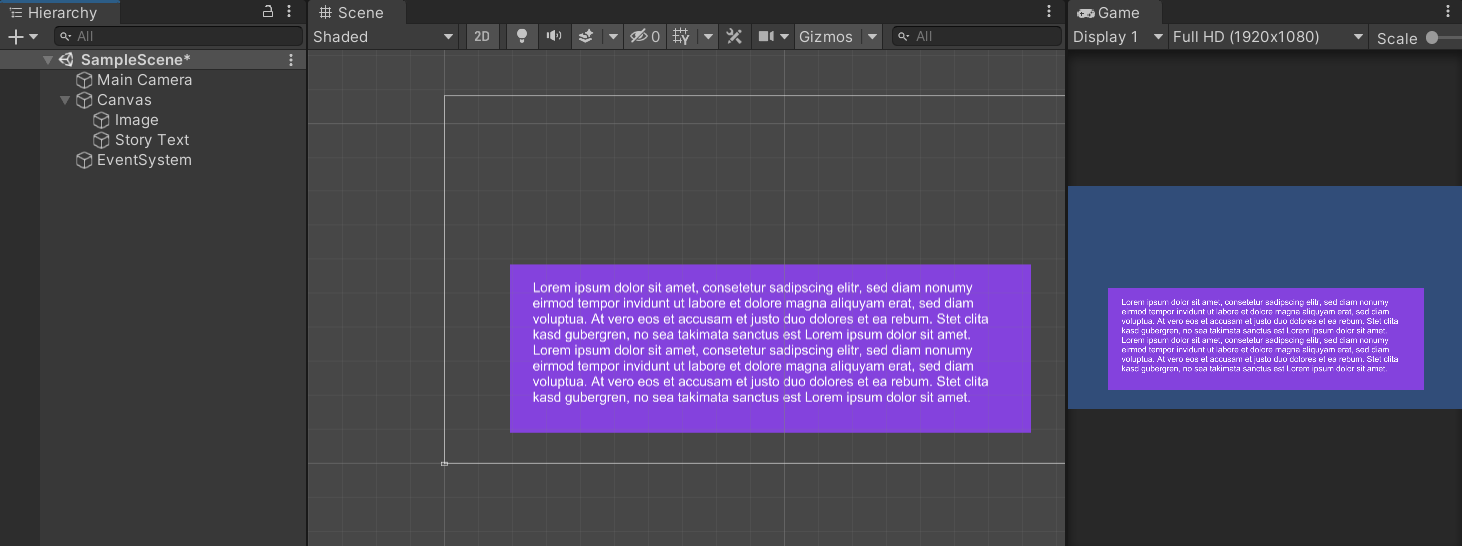 Hierarchy
All
SampleScene*
Main Camera
Canvas
Image
Story Text
EventSystem
Scene
Shaded
2D
0
Gizmos
All
Lorem ipsum dolor sit amet, consetetur sadipscing elitr, sed diam nonumy
eirmod tempor invidunt ut labore et dolore magna aliquyam erat, sed diam
voluptua. At vero eos et accusam et justo duo dolores et ea rebum. Stet clita
kasd gubergren, no sea takimata sanctus est Lorem ipsum dolor sit amet.
Lorem ipsum dolor sit amet, consetetur sadipscing elitr, sed diam nonumy
eirmod tempor invidunt ut labore et dolore magna aliquyam erat, sed diam
voluptua. At vero eos et accusam et justo duo dolores et ea rebum. Stet clita
kasd gubergren, no sea takimata sanctus est Lorem ipsum dolor sit amet.
Game
Display 1
Full HD (1920x1080)
Scale
Lorem ipsum dolor sit amet, consetetur sadipscing elitr, sed diam nonumy
eirmod tempor invidunt ut labore et dolore magna aliquyam erat, sed diam
voluptua. At vero eos et accusam et justo duo dolores et ea rebum. Stet clita
kasd gubergren, no sea takimata sanctus est Lorem ipsum dolor sit amet.
Lorem ipsum dolor sit amet, consetetur sadipscing elitr, sed diam nonumy
eirmod tempor invidunt ut labore et dolore magna aliquyam erat, sed diam
voluptua. At vero eos et accusam et justo duo dolores et ea rebum. Stet clita
kasd gubergren, no sea takimata sanctus est Lorem ipsum dolor sit amet.